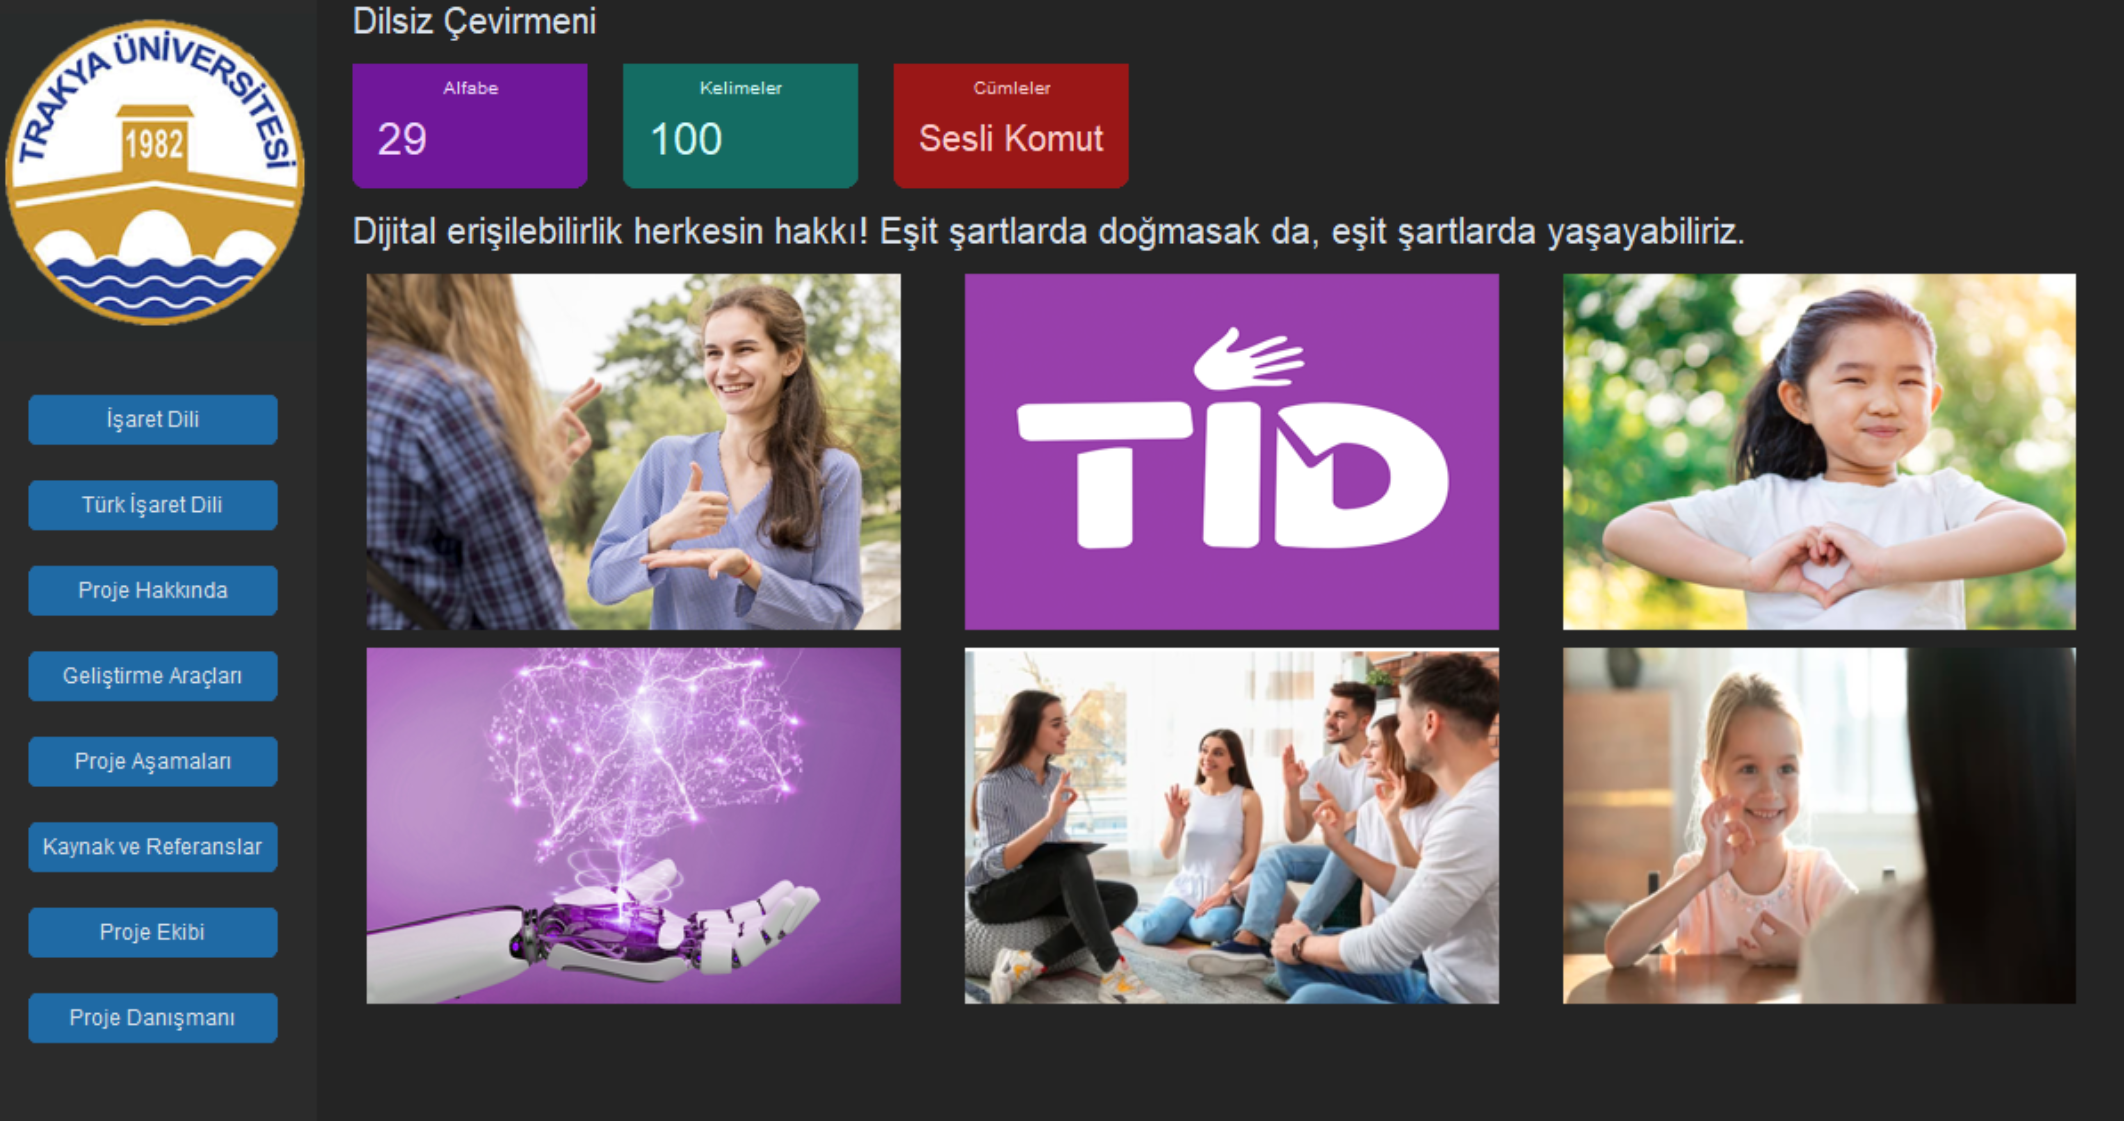 TRAKYA ÜNİVERSİTESİ
1982
İşaret Dili
Türk İşaret Dili
Proje Hakkında
Geliştirme Araçları
Proje Aşamaları
Kaynak ve Referanslar
Proje Ekibi
Proje Danışmanı
Dilsiz Çevirmeni
Alfabe
29
Kelimeler
100
Cümleler
Sesli Komut
Dijital erişilebilirlik herkesin hakkı! Eşit şartlarda doğmasak da, eşit şartlarda yaşayabiliriz.
TİD